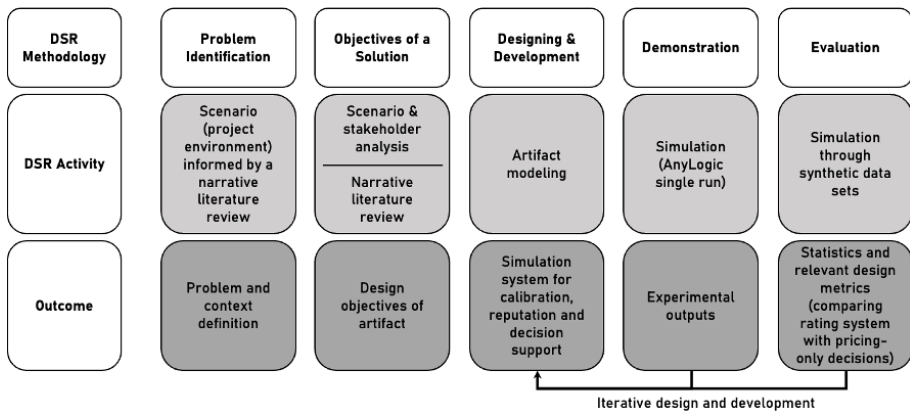 DSR
Methodology
Problem
Identification
Objectives of a
Solution
Designing &
Development
Demonstration
Evaluation
DSR Activity
Scenario
(project
environment)
informed by a
narrative
literature
review
Scenario &
stakeholder
analysis
Narrative
literature
review
Artifact
modeling
Simulation
(AnyLogic
single run)
Simulation
through
synthetic data
sets
Outcome
Problem and
context
definition
Design
objectives of
artifact
Simulation
system for
calibration,
reputation and
decision
support
Experimental
outputs
Statistics and
relevant design
metrics
(comparing
rating system
with pricing-
only decisions)
Iterative design and development